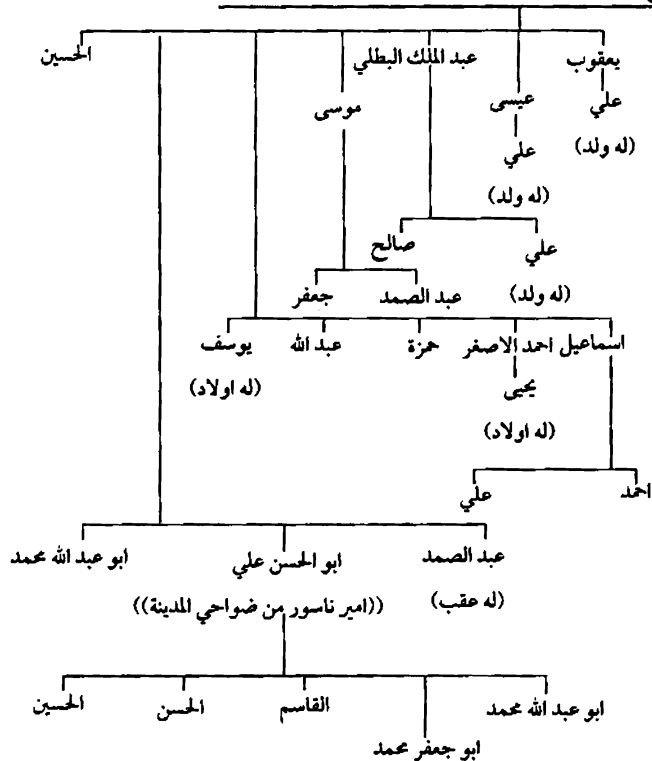 يعقوب عبد الملك البطلي الحسين
علي عيسى موسى
(له ولد) علي
(له ولد)
علي صالح
(له ولد) عبد الصمد جعفر
اسماعيل احمد الاصغر حمزة عبد الله يوسف
يحيى (له اولاد)
(له اولاد)
احمد علي
عبد الصمد ابو الحسن علي ابو عبد الله محمد
(له عقب) ((امير ناسور من ضواحي المدينة))
ابو عبد الله محمد القاسم الحسن الحسين
ابو جعفر محمد